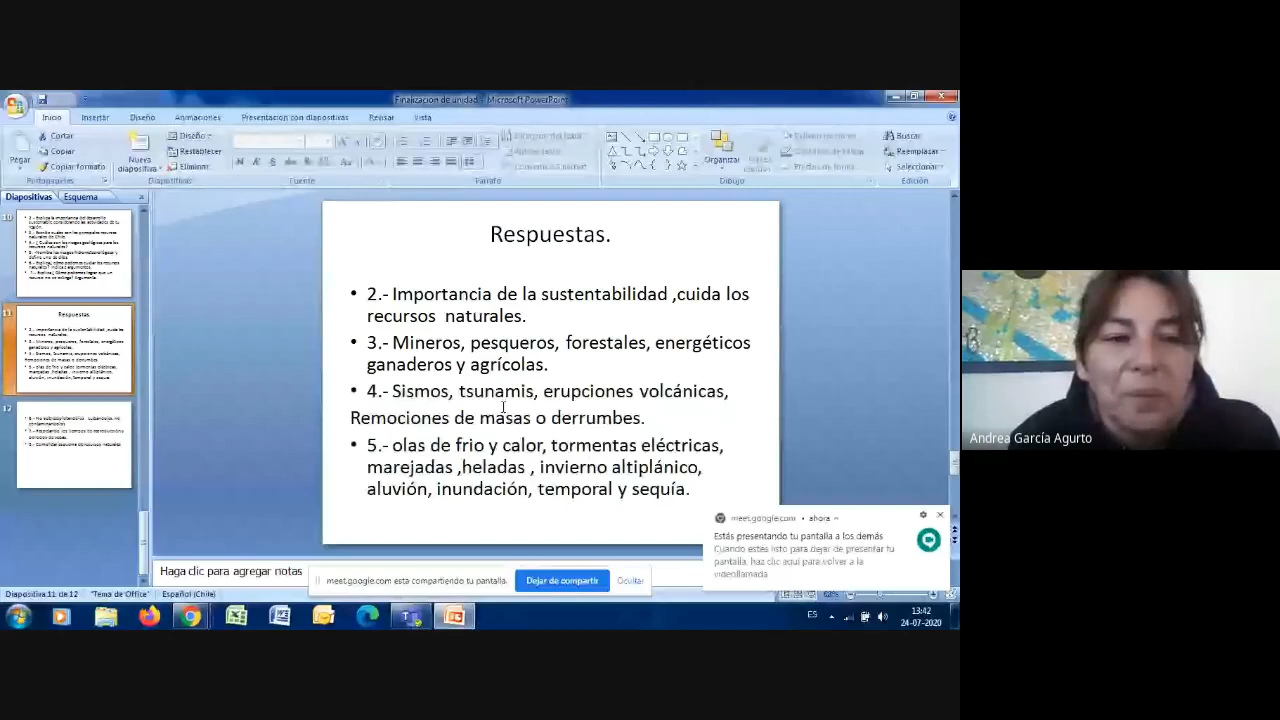 Finalizacion de unidad - Microsoft PowerPoint
Inicio Insertar Diseño Animaciones Presentación con diapositivas Revisar Vista
Cortar
Copiar
Copiar formato
Pegar
Nueva
diapositiva
Diseño
Restablecer
Eliminar
Organizar
Buscar
Reemplazar
Seleccionar
Portapapeles Diapositivas Fuente Párrafo Dibujo Edición
Diapositivas Esquema
10
11
Respuestas.
12
Respuestas.
• 2.- Importancia de la sustentabilidad ,cuida los
recursos naturales.
• 3.- Mineros, pesqueros, forestales, energéticos
ganaderos y agrícolas.
• 4.- Sismos, tsunamis, erupciones volcánicas,
Remociones de masas o derrumbes.
• 5.- olas de frio y calor, tormentas eléctricas,
marejadas ,heladas , invierno altiplánico,
aluvión, inundación, temporal y sequía.
Andrea García Agurto
meet.google.com • ahora
Estás presentando tu pantalla a los demás
Cuando estés listo para dejar de presentar tu
pantalla, haz clic aquí para volver a la
videollamada
Haga clic para agregar notas
meet.google.com está compartiendo tu pantalla.
Dejar de compartir
Ocultar
Diapositiva 11 de 12 "Tema de Office" Español (Chile) 68%
ES
13:42
24-07-2020